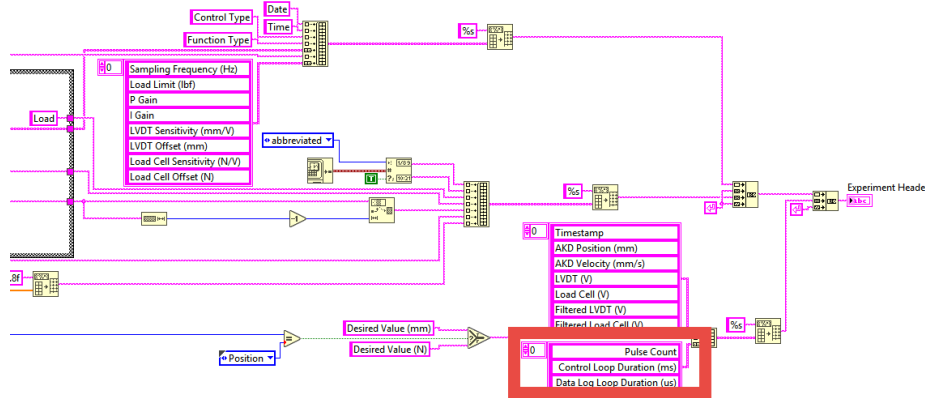 Date
Control Type
Time
%s
Function Type
0
Sampling Frequency (Hz)
Load Limit (lbf)
P Gain
I Gain
LVDT Sensitivity (mm/V)
LVDT Offset (mm)
Load Cell Sensitivity (N/V)
Load Cell Offset (N)
Load
abbreviated
T
%s
-1
Experiment Heade
Abc
0
Timestamp
AKD Position (mm)
AKD Velocity (mm/s)
LVDT (V)
Load Cell (V)
Filtered LVDT (V)
Filtered Load Cell (V)
.8f
Desired Value (mm)
%s
Desired Value (N)
Position
0
Pulse Count
Control Loop Duration (ms)
Data Log Loop Duration (us)